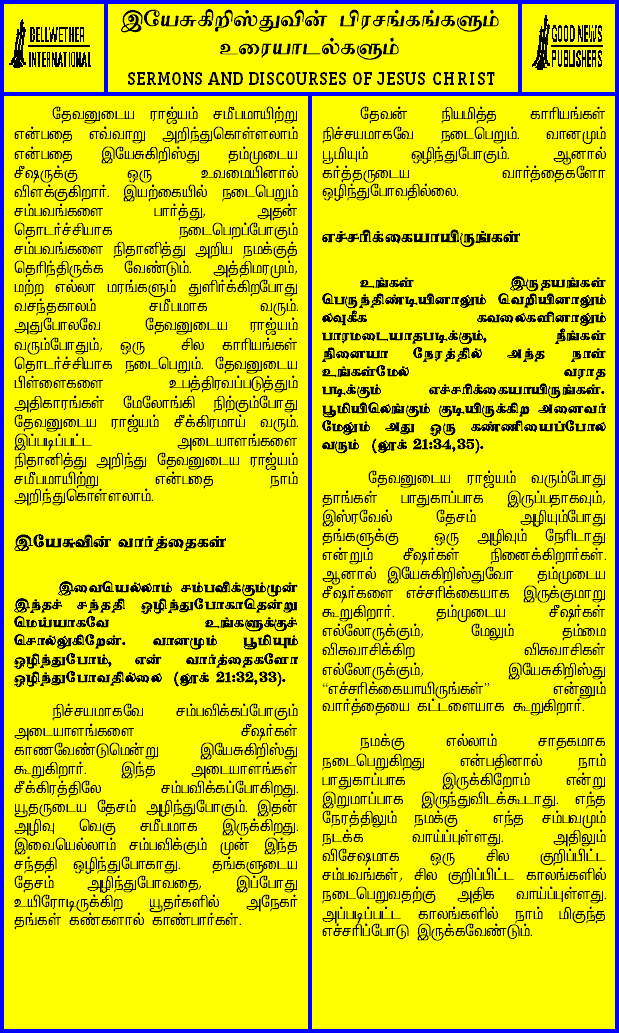 BELLWETHER
INTERNATIONAL
இயேசுகிறிஸ்துவின் பிரசங்கங்களும்
உரையாடல்களும்
SERMONS AND DISCOURSES OF JESUS CHRIST
GOOD NEWS
PUBLISHERS
தேவனுடைய ராஜ்யம் சமீபமாயிற்று
என்பதை எவ்வாறு அறிந்துகொள்ளலாம்
என்பதை இயேசுகிறிஸ்து தம்முடைய
சீஷருக்கு ஒரு உவமையினால்
விளக்குகிறார். இயற்கையில் நடைபெறும்
சம்பவங்களை பார்த்து, அதன்
தொடர்ச்சியாக நடைபெறப்போகும்
சம்பவங்களை நிதானித்து அறிய நமக்குத்
தெரிந்திருக்க வேண்டும். அத்திமரமும்,
மற்ற எல்லா மரங்களும் துளிர்க்கிறபோது
வசந்தகாலம் சமீபமாக வரும்.
அதுபோலவே தேவனுடைய ராஜ்யம்
வரும்போதும், ஒரு சில காரியங்கள்
தொடர்ச்சியாக நடைபெறும். தேவனுடைய
பிள்ளைகளை உபத்திரவப்படுத்தும்
அதிகாரங்கள் மேலோங்கி நிற்கும்போது
தேவனுடைய ராஜ்யம் சீக்கிரமாய் வரும்.
இப்படிப்பட்ட அடையாளங்களை
நிதானித்து அறிந்து தேவனுடைய ராஜ்யம்
சமீபமாயிற்று என்பதை நாம்
அறிந்துகொள்ளலாம்.
இயேசுவின் வார்த்தைகள்
இவையெல்லாம் சம்பவிக்கும்முன்
இந்தச் சந்ததி ஒழிந்துபோகாதென்று
மெய்யாகவே உங்களுக்குச்
சொல்லுகிறேன். வானமும் பூமியும்
ஒழிந்துபோம், என் வார்த்தைகளோ
ஒழிந்துபோவதில்லை (லூக் 21:32,33).
நிச்சயமாகவே சம்பவிக்கப்போகும்
அடையாளங்களை சீஷர்கள்
காணவேண்டுமென்று இயேசுகிறிஸ்து
கூறுகிறார். இந்த அடையாளங்கள்
சீக்கிரத்திலே சம்பவிக்கப்போகிறது.
யூதருடைய தேசம் அழிந்துபோகும். இதன்
அழிவு வெகு சமீபமாக இருக்கிறது.
இவையெல்லாம் சம்பவிக்கும் முன் இந்த
சந்ததி ஒழிந்துபோகாது. தங்களுடைய
தேசம் அழிந்துபோவதை, இப்போது
உயிரோடிருக்கிற யூதர்களில் அநேகர்
தங்கள் கண்களால் காண்பார்கள்.
தேவன் நியமித்த காரியங்கள்
நிச்சயமாகவே நடைபெறும். வானமும்
பூமியும் ஒழிந்துபோகும். ஆனால்
கர்த்தருடைய வார்த்தைகளோ
ஒழிந்துபோவதில்லை.
எச்சரிக்கையாயிருங்கள்
உங்கள் இருதயங்கள்
பெருந்திண்டியினாலும் வெறியினாலும்
லவுகீக கவலைகளினாலும்
பாரமடையாதபடிக்கும், நீங்கள்
நினையா நேரத்தில் அந்த நாள்
உங்கள்மேல் வராத
படிக்கும் எச்சரிக்கையாயிருங்கள்.
பூமியிலெங்கும் குடியிருக்கிற அனைவர்
மேலும் அது ஒரு கண்ணியைப்போல
வரும் (லூக் 21:34,35).
தேவனுடைய ராஜ்யம் வரும்போது
தாங்கள் பாதுகாப்பாக இருப்பதாகவும்,
இஸ்ரவேல் தேசம் அழியும்போது
தங்களுக்கு ஒரு அழிவும் நேரிடாது
என்றும் சீஷர்கள் நினைக்கிறார்கள்.
ஆனால் இயேசுகிறிஸ்துவோ தம்முடைய
சீஷர்களை எச்சரிக்கையாக இருக்குமாறு
கூறுகிறார். தம்முடைய சீஷர்கள்
எல்லோருக்கும், மேலும் தம்மை
விசுவாசிக்கிற விசுவாசிகள்
எல்லோருக்கும், இயேசுகிறிஸ்து
“எச்சரிக்கையாயிருங்கள்” என்னும்
வார்த்தையை கட்டளையாக கூறுகிறார்.
நமக்கு எல்லாம் சாதகமாக
நடைபெறுகிறது என்பதினால் நாம்
பாதுகாப்பாக இருக்கிறோம் என்று
இறுமாப்பாக இருந்துவிடக்கூடாது. எந்த
நேரத்திலும் நமக்கு எந்த சம்பவமும்
நடக்க வாய்ப்புள்ளது. அதிலும்
விசேஷமாக ஒரு சில குறிப்பிட்ட
சம்பவங்கள், சில குறிப்பிட்ட காலங்களில்
நடைபெறுவதற்கு அதிக வாய்ப்புள்ளது.
அப்படிப்பட்ட காலங்களில் நாம் மிகுந்த
எச்சரிப்போடு இருக்கவேண்டும்.